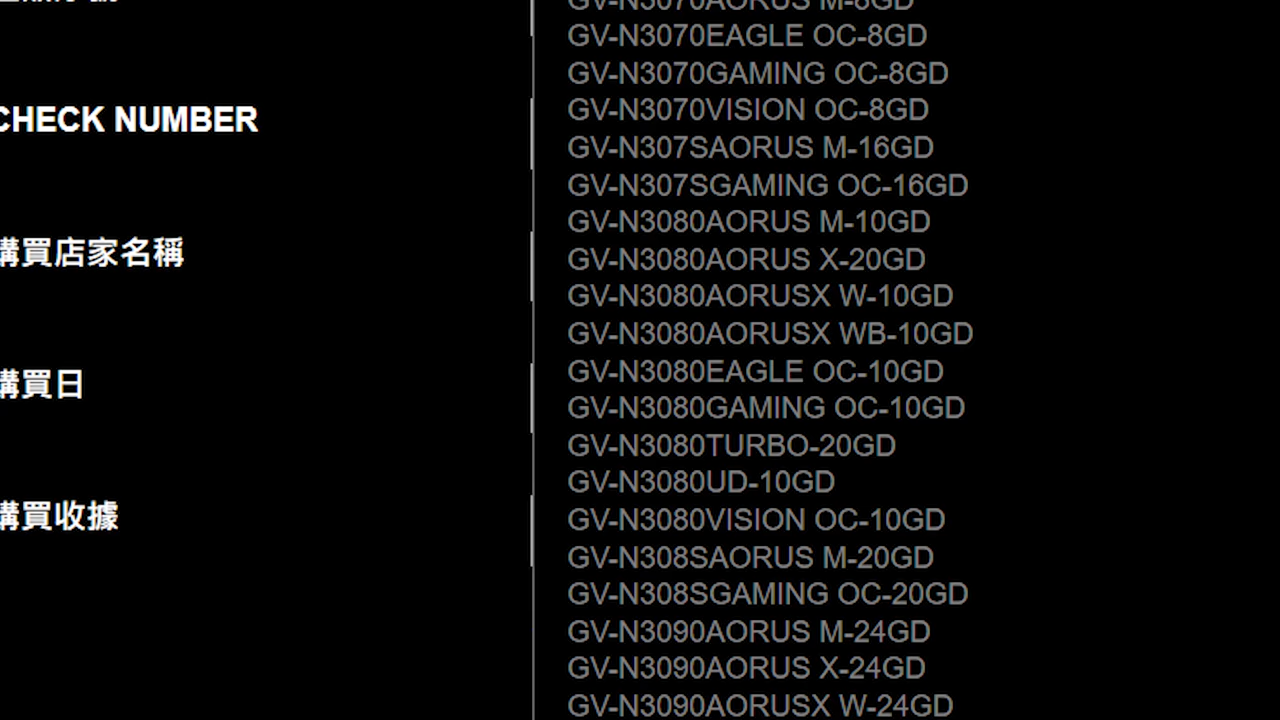 CHECK NUMBER
購買店家名稱
購買日
購買收據
GV-N3070AORUS M-8GD
GV-N3070EAGLE OC-8GD
GV-N3070GAMING OC-8GD
GV-N3070VISION OC-8GD
GV-N307SAORUS M-16GD
GV-N307SGAMING OC-16GD
GV-N3080AORUS M-10GD
GV-N3080AORUS X-20GD
GV-N3080AORUSX W-10GD
GV-N3080AORUSX WB-10GD
GV-N3080EAGLE OC-10GD
GV-N3080GAMING OC-10GD
GV-N3080TURBO-20GD
GV-N3080UD-10GD
GV-N3080VISION OC-10GD
GV-N308SAORUS M-20GD
GV-N308SGAMING OC-20GD
GV-N3090AORUS M-24GD
GV-N3090AORUS X-24GD
GV-N3090AORUSX W-24GD